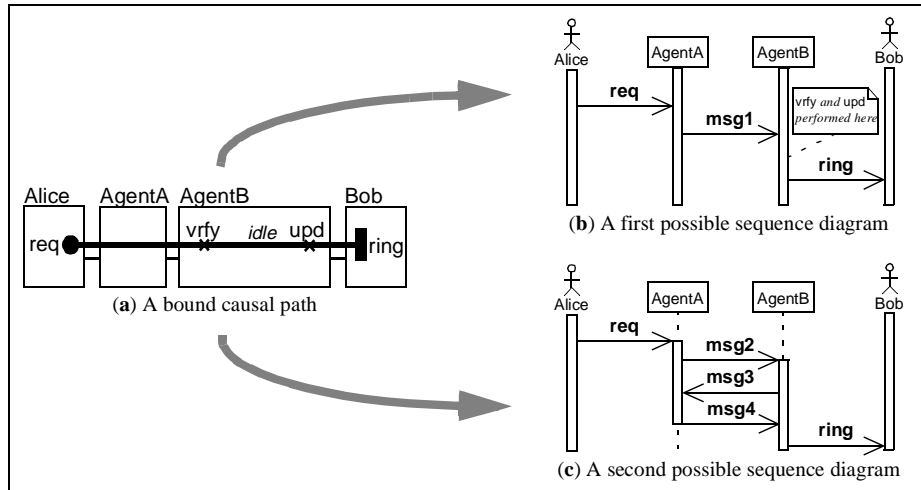 Alice AgentA AgentB Bob
req vrfy idle upd ring
(a) A bound causal path
Alice AgentA AgentB Bob
req
msg1
vrfy and upd
performed here
ring
(b) A first possible sequence diagram
Alice AgentA AgentB Bob
req
msg2
msg3
msg4
ring
(c) A second possible sequence diagram